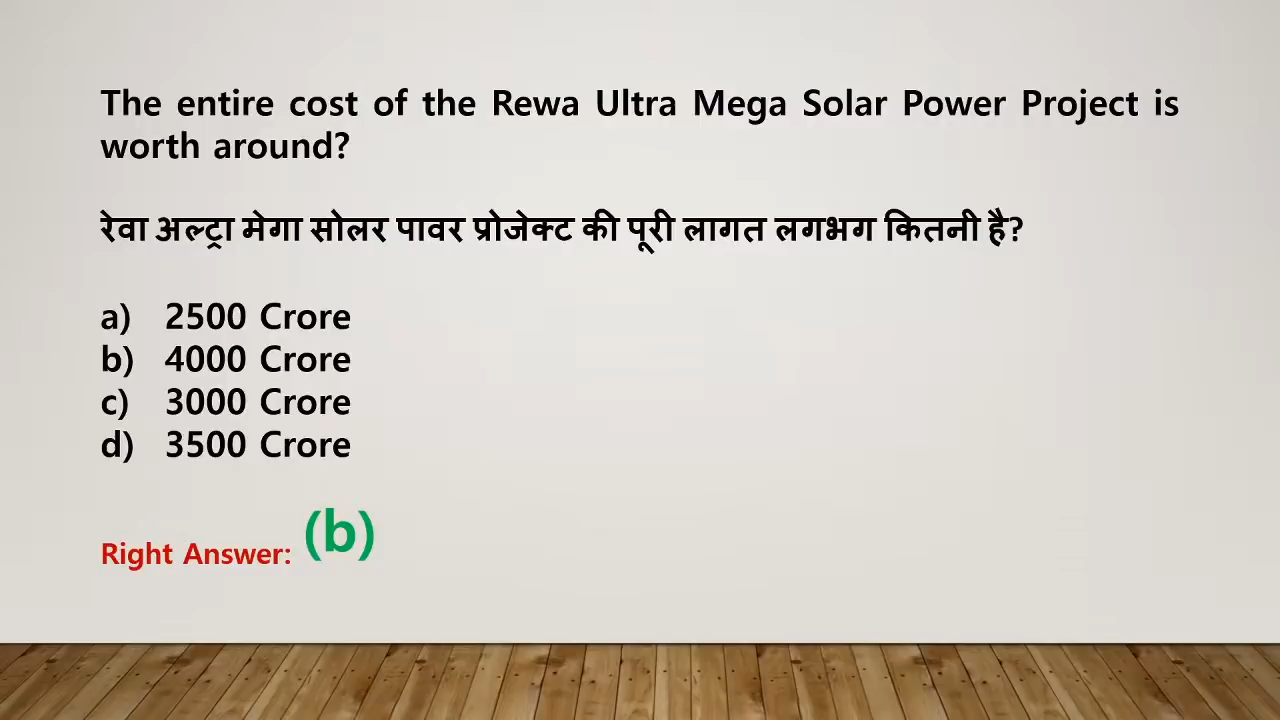 The entire cost of the Rewa Ultra Mega Solar Power Project is
worth around?
रेवा अल्ट्रा मेगा सोलर पावर प्रोजेक्ट की पूरी लागत लगभग कितनी है?
a) 2500 Crore
b) 4000 Crore
c) 3000 Crore
d) 3500 Crore
Right Answer: (b)